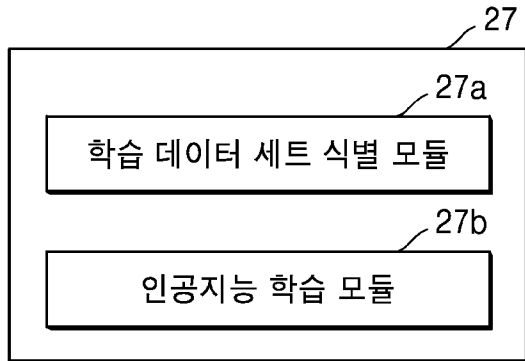 27
27a
학습 데이터 세트 식별 모듈
27b
인공지능 학습 모듈